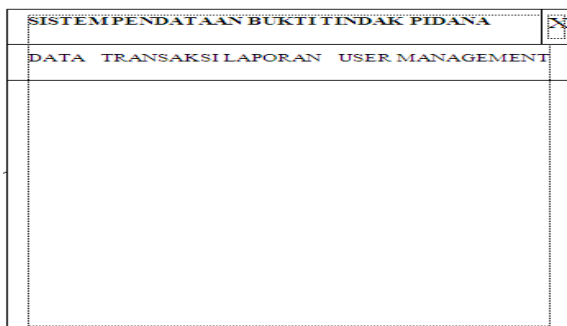 SISTEM PENDATAAN BUKTI TINDAK PIDANA X
DATA TRANSAKSI LAPORAN USER MANAGEMENT